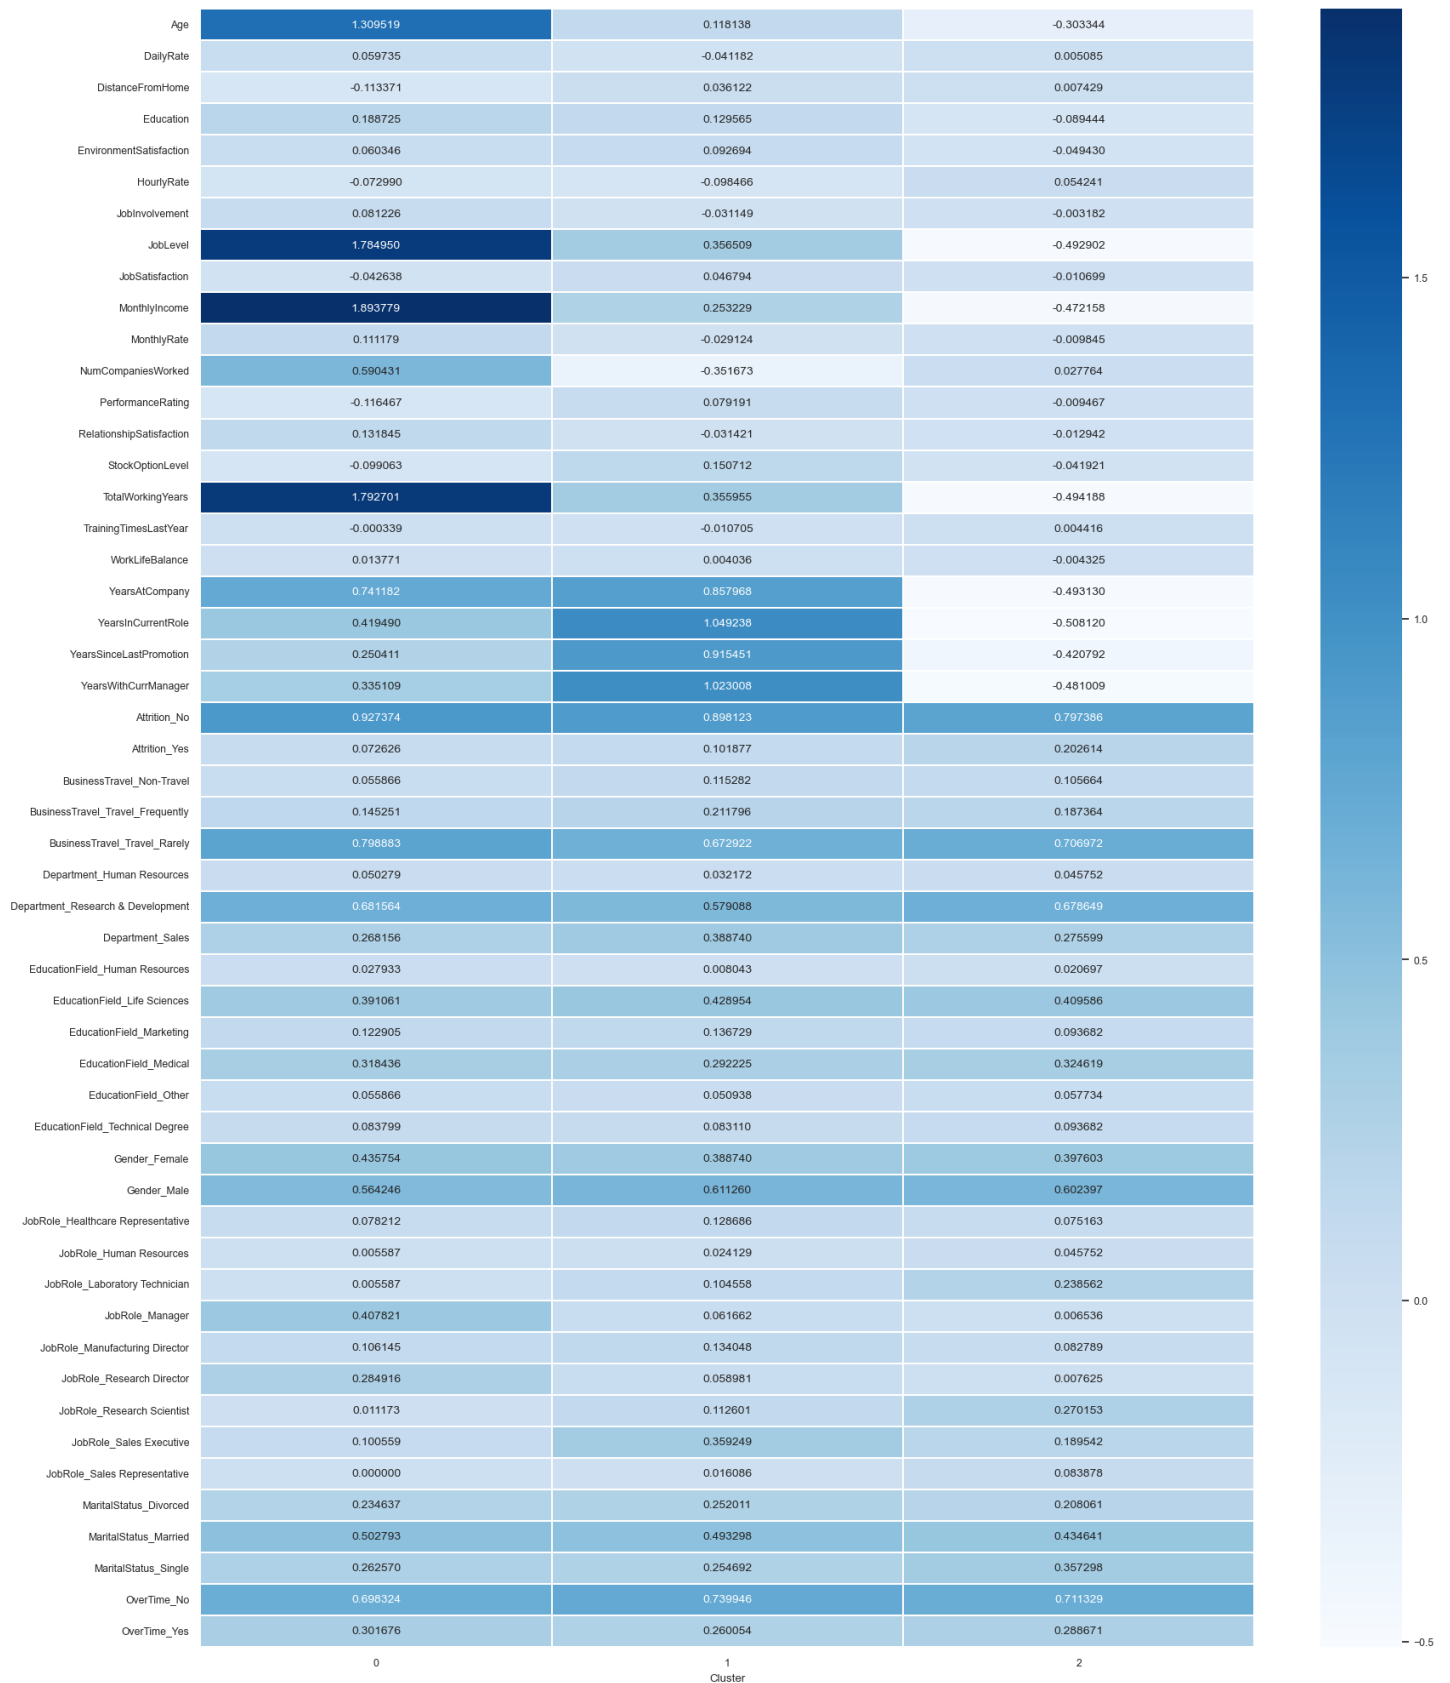 Age 1.309519 0.118138 -0.303344
DailyRate 0.059735 -0.041182 0.005085
DistanceFromHome -0.113371 0.036122 0.007429
Education 0.188725 0.129565 -0.089444
EnvironmentSatisfaction 0.060346 0.092694 -0.049430
HourlyRate -0.072990 -0.098466 0.054241
JobInvolvement 0.081226 -0.031149 -0.003182
JobLevel 1.784950 0.356509 -0.492902
JobSatisfaction -0.042638 0.046794 -0.010699
1.5
MonthlyIncome 1.893779 0.253229 -0.472158
MonthlyRate 0.111179 -0.029124 -0.009845
NumCompaniesWorked 0.590431 -0.351673 0.027764
PerformanceRating -0.116467 0.079191 -0.009467
RelationshipSatisfaction 0.131845 -0.031421 -0.012942
StockOptionLevel -0.099063 0.150712 -0.041921
TotalWorkingYears 1.792701 0.355955 -0.494188
TrainingTimesLastYear -0.000339 -0.010705 0.004416
WorkLifeBalance 0.013771 0.004036 -0.004325
YearsAtCompany 0.741182 0.857968 -0.493130
YearsInCurrentRole 0.419490 1.049238 -0.508120
1.0
YearsSinceLastPromotion 0.250411 0.915451 -0.420792
YearsWithCurrManager 0.335109 1.023008 -0.481009
Attrition_No 0.927374 0.898123 0.797386
Attrition_Yes 0.072626 0.101877 0.202614
BusinessTravel_Non-Travel 0.055866 0.115282 0.105664
BusinessTravel_Travel_Frequently 0.145251 0.211796 0.187364
BusinessTravel_Travel_Rarely 0.798883 0.672922 0.706972
Department_Human Resources 0.050279 0.032172 0.045752
Department_Research & Development 0.681564 0.579088 0.678649
Department_Sales 0.268156 0.388740 0.275599
0.5
EducationField_Human Resources 0.027933 0.008043 0.020697
EducationField_Life Sciences 0.391061 0.428954 0.409586
EducationField_Marketing 0.122905 0.136729 0.093682
EducationField_Medical 0.318436 0.292225 0.324619
EducationField_Other 0.055866 0.050938 0.057734
EducationField_Technical Degree 0.083799 0.083110 0.093682
Gender_Female 0.435754 0.388740 0.397603
Gender_Male 0.564246 0.611260 0.602397
JobRole_Healthcare Representative 0.078212 0.128686 0.075163
JobRole_Human Resources 0.005587 0.024129 0.045752
JobRole_Laboratory Technician 0.005587 0.104558 0.238562
0.0
JobRole_Manager 0.407821 0.061662 0.006536
JobRole_Manufacturing Director 0.106145 0.134048 0.082789
JobRole_Research Director 0.284916 0.058981 0.007625
JobRole_Research Scientist 0.011173 0.112601 0.270153
JobRole_Sales Executive 0.100559 0.359249 0.189542
JobRole_Sales Representative 0.000000 0.016086 0.083878
MaritalStatus_Divorced 0.234637 0.252011 0.208061
MaritalStatus_Married 0.502793 0.493298 0.434641
MaritalStatus_Single 0.262570 0.254692 0.357298
OverTime_No 0.698324 0.739946 0.711329
OverTime_Yes 0.301676 0.260054 0.288671
−0.5
0 1 2
Cluster